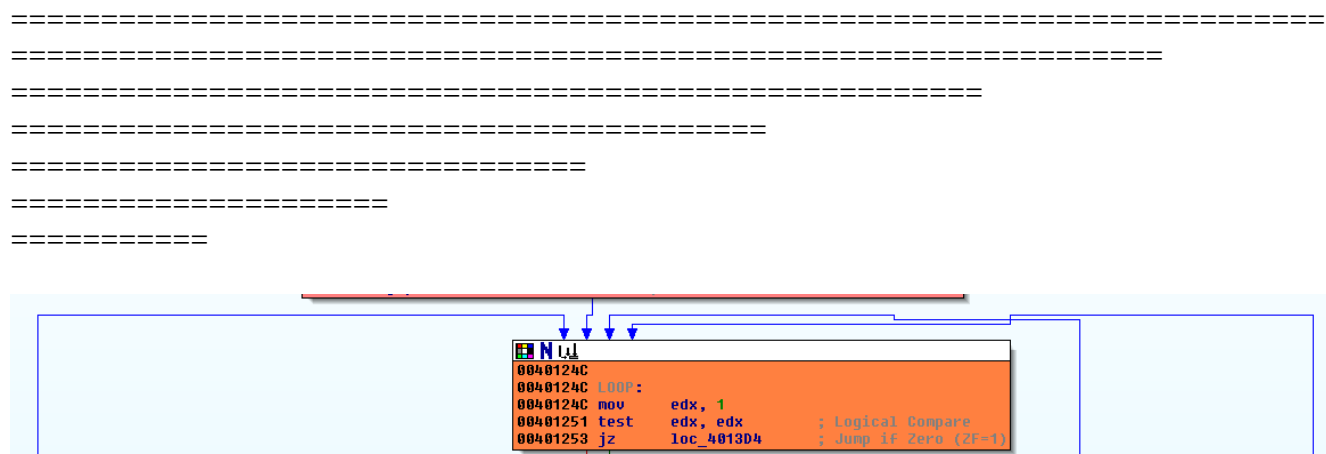 =========================================================================
================================================================
======================================================
==========================================
================================
=====================
===========
0040124C
0040124C LOOP:
0040124C mov edx, 1
00401251 test edx, edx ; Logical Compare
00401253 jz loc_4013D4 ; Jump if Zero (ZF=1)